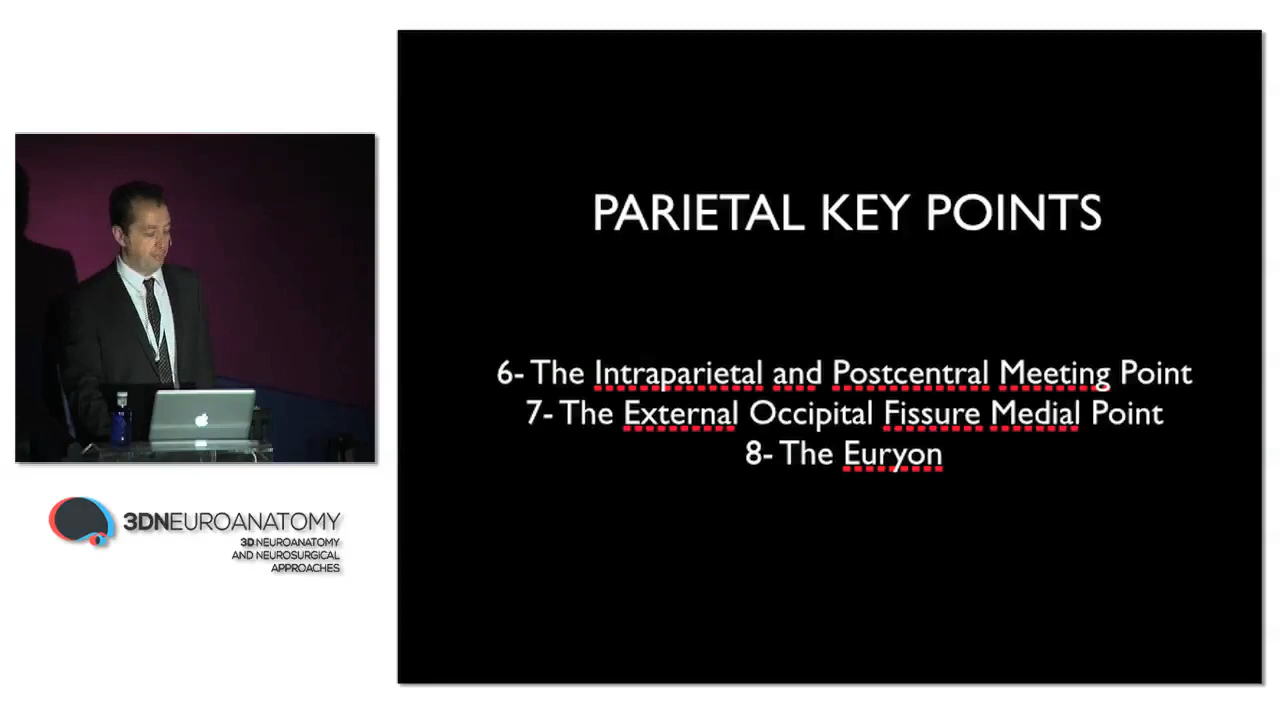 PARIETAL KEY POINTS
6- The Intraparietal and Postcentral Meeting Point
7- The External Occipital Fissure Medial Point
8- The Euryon
3DNEUROANATOMY
3D NEUROANATOMY
AND NEUROSURGICAL
APPROACHES